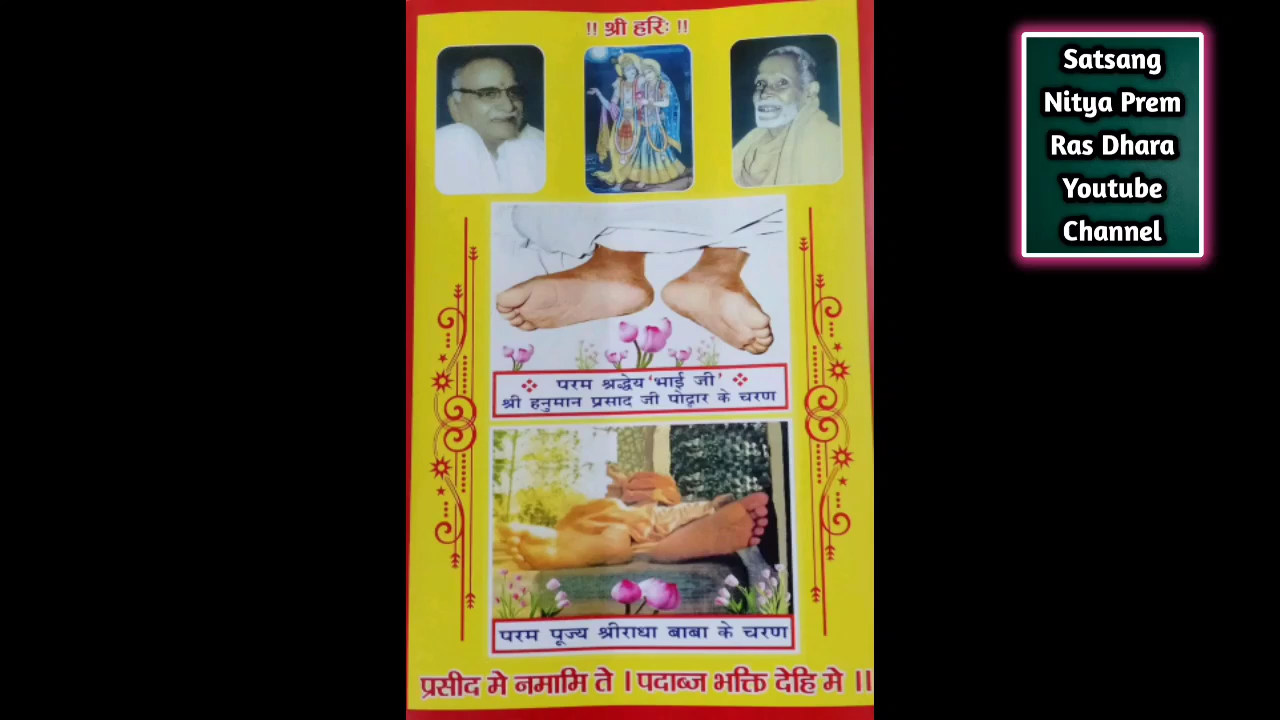 !! श्री हरिः !!
❖ परम श्रद्धेय ‘भाई जी’ ❖
श्री हनुमान प्रसाद जी पोद्दार के चरण
परम पूज्य श्रीराधा बाबा के चरण
प्रसीद मे नमामि ते । पदाब्ज भक्ति देहि मे ।।
Satsang
Nitya Prem
Ras Dhara
Youtube
Channel